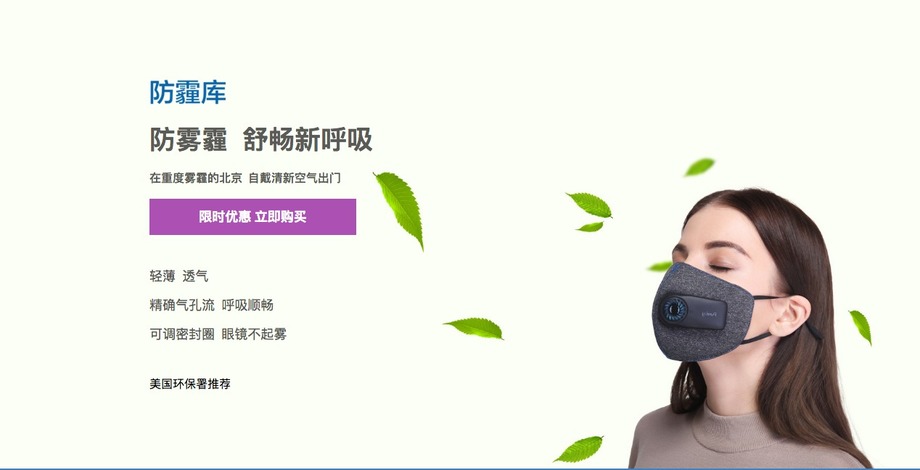 防霾库
防雾霾 舒畅新呼吸
在重度雾霾的北京 自戴清新空气出门
限时优惠 立即购买
轻薄 透气
精确气孔流 呼吸顺畅
可调密封圈 眼镜不起雾
美国环保署推荐